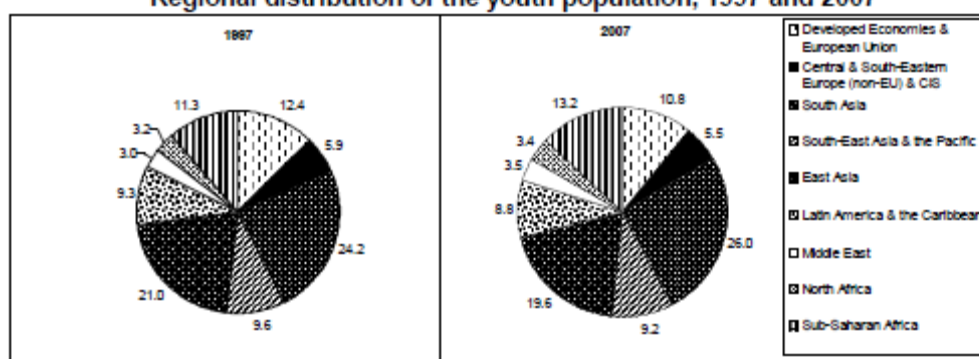 Regional distribution of the youth population, 1997 and 2007
1997
11.3
12.4
3.2
5.9
3.0
9.3
24.2
21.0
9.6
2007
13.2
10.8
3.4
5.5
3.5
8.8
26.0
19.6
9.2
Developed Economies &
European Union
Central & South-Eastern
Europe (non-EU) & CIS
South Asia
South-East Asia & the Pacific
East Asia
Latin America & the Caribbean
Middle East
North Africa
Sub-Saharan Africa